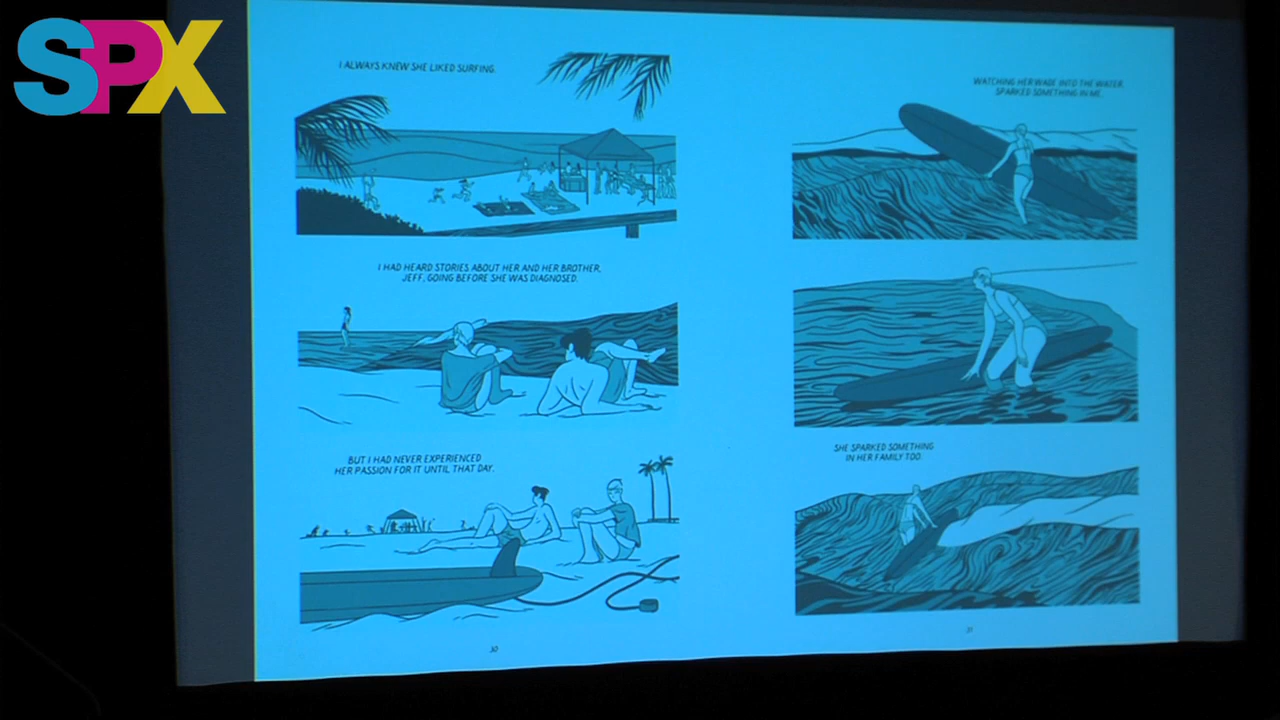 SPX
I ALWAYS KNEW SHE LIKED SURFING.
I HAD HEARD STORIES ABOUT HER AND HER BROTHER,
JEFF, GOING BEFORE SHE WAS DIAGNOSED.
BUT I HAD NEVER EXPERIENCED
HER PASSION FOR IT UNTIL THAT DAY.
30
WATCHING HER WADE INTO THE WATER
SPARKED SOMETHING IN ME.
SHE SPARKED SOMETHING
IN HER FAMILY TOO.
31